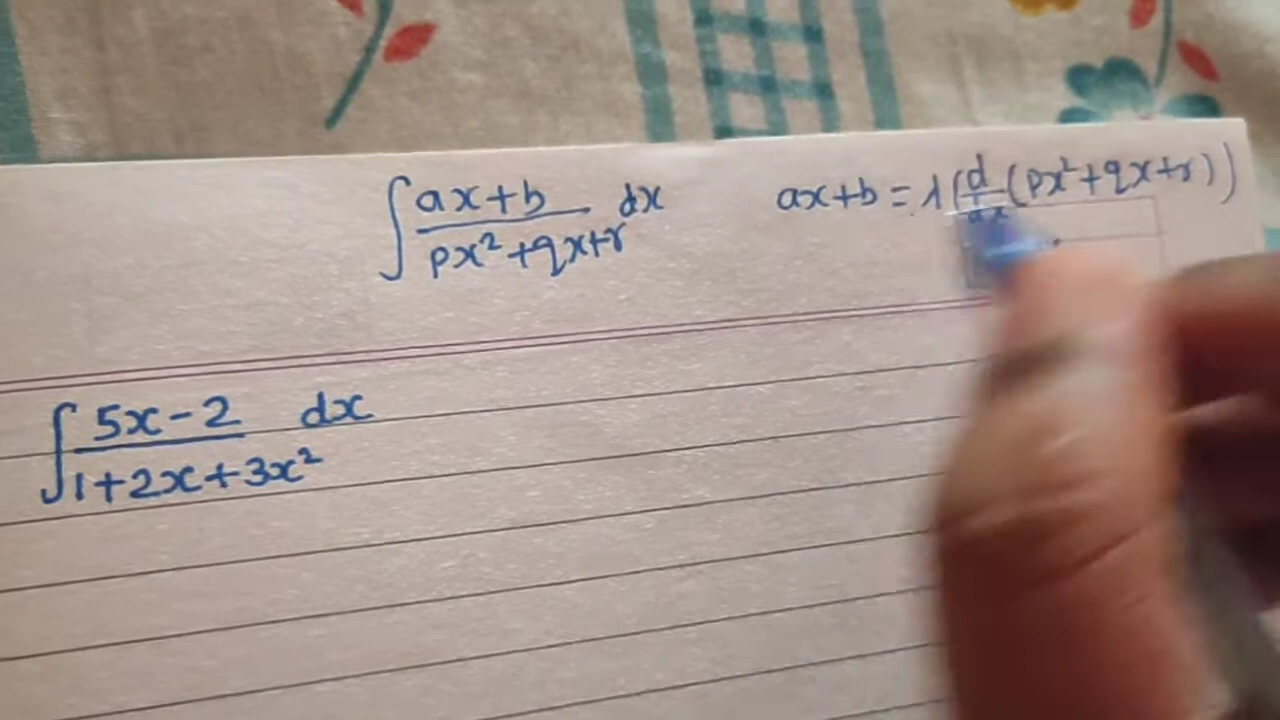 ∫ ax+b / px²+qx+r dx
ax+b = λ(d/dx(px²+qx+r))
∫ 5x-2 / 1+2x+3x² dx